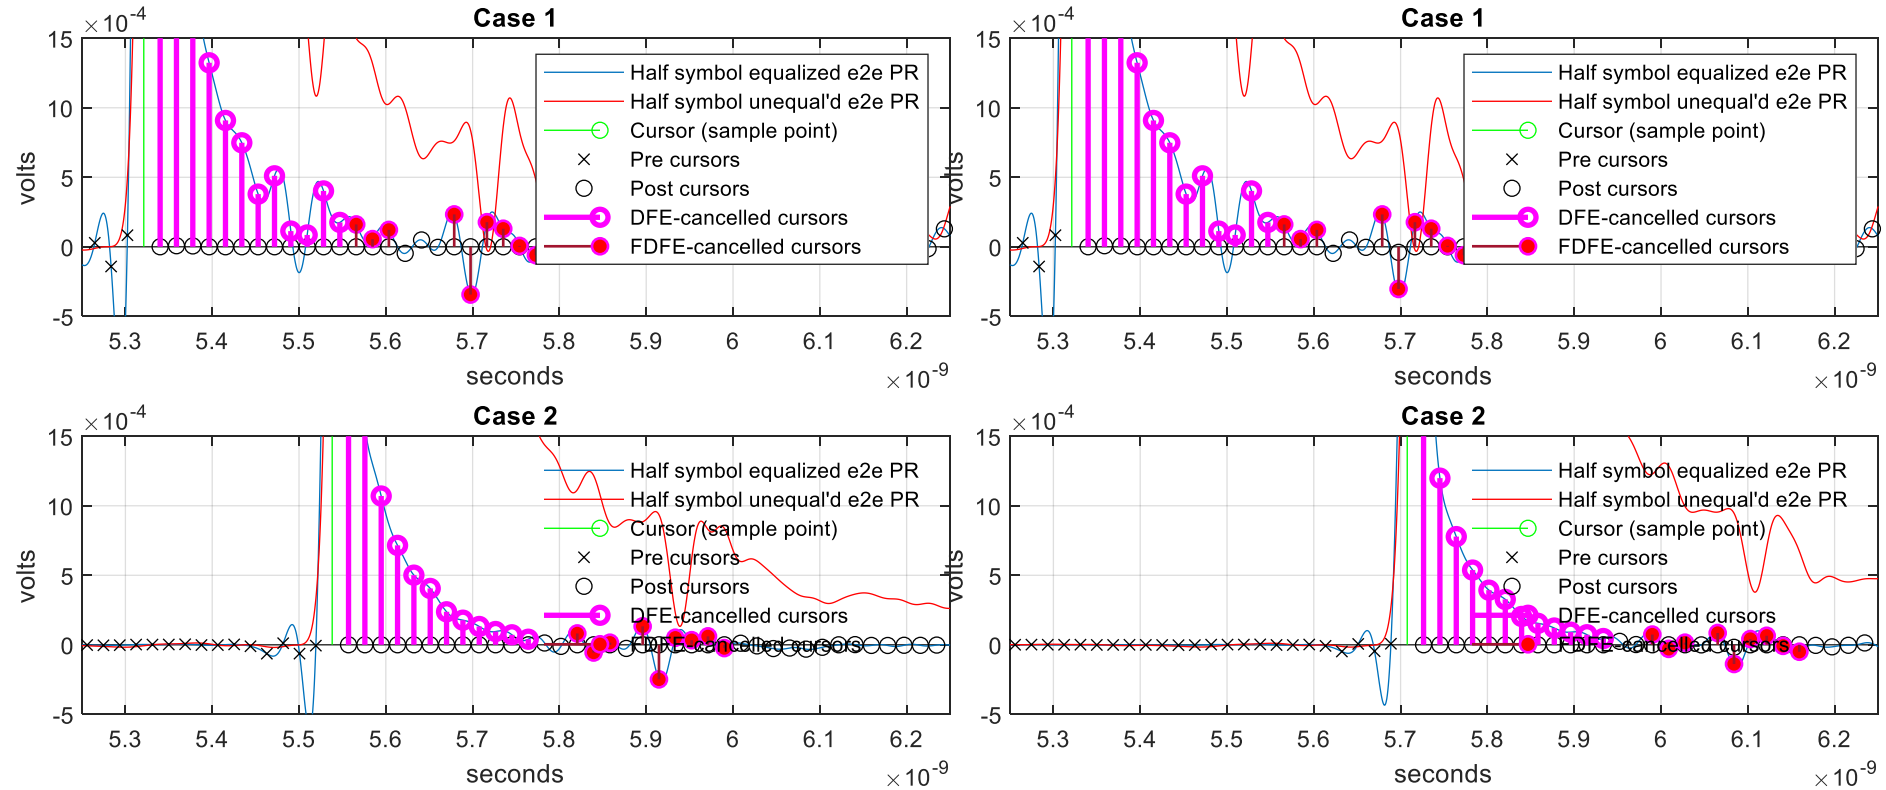 Case 1
×10-4
15
10
5
0
-5
volts
5.3 5.4 5.5 5.6 5.7 5.8 5.9 6 6.1 6.2
seconds
×10-9
Half symbol equalized e2e PR
Half symbol unequal'd e2e PR
Cursor (sample point)
Pre cursors
Post cursors
DFE-cancelled cursors
FDFE-cancelled cursors
Case 1
×10-4
15
10
5
0
-5
volts
5.3 5.4 5.5 5.6 5.7 5.8 5.9 6 6.1 6.2
seconds
×10-9
Half symbol equalized e2e PR
Half symbol unequal'd e2e PR
Cursor (sample point)
Pre cursors
Post cursors
DFE-cancelled cursors
FDFE-cancelled cursors
Case 2
×10-4
15
10
5
0
-5
volts
5.3 5.4 5.5 5.6 5.7 5.8 5.9 6 6.1 6.2
seconds
×10-9
Half symbol equalized e2e PR
Half symbol unequal'd e2e PR
Cursor (sample point)
Pre cursors
Post cursors
DFE-cancelled cursors
FDFE-cancelled cursors
Case 2
×10-4
15
10
5
0
-5
volts
5.3 5.4 5.5 5.6 5.7 5.8 5.9 6 6.1 6.2
seconds
×10-9
Half symbol equalized e2e PR
Half symbol unequal'd e2e PR
Cursor (sample point)
Pre cursors
Post cursors
DFE-cancelled cursors
FDFE-cancelled cursors